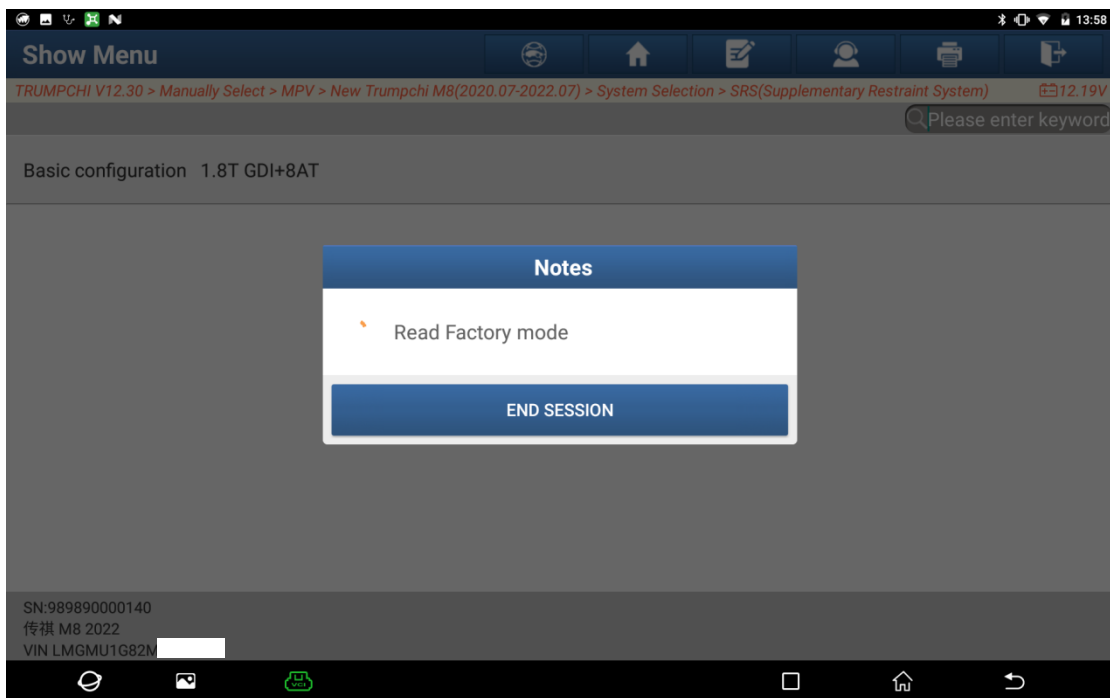 13:58
Show Menu
TRUMPCHI V12.30 > Manually Select > MPV > New Trumpchi M8(2020.07-2022.07) > System Selection > SRS(Supplementary Restraint System) 12.19V
Please enter keyword
Basic configuration 1.8T GDI+8AT
Notes
Read Factory mode
END SESSION
SN:989890000140
传祺 M8 2022
VIN LMGMU1G82M
VCI